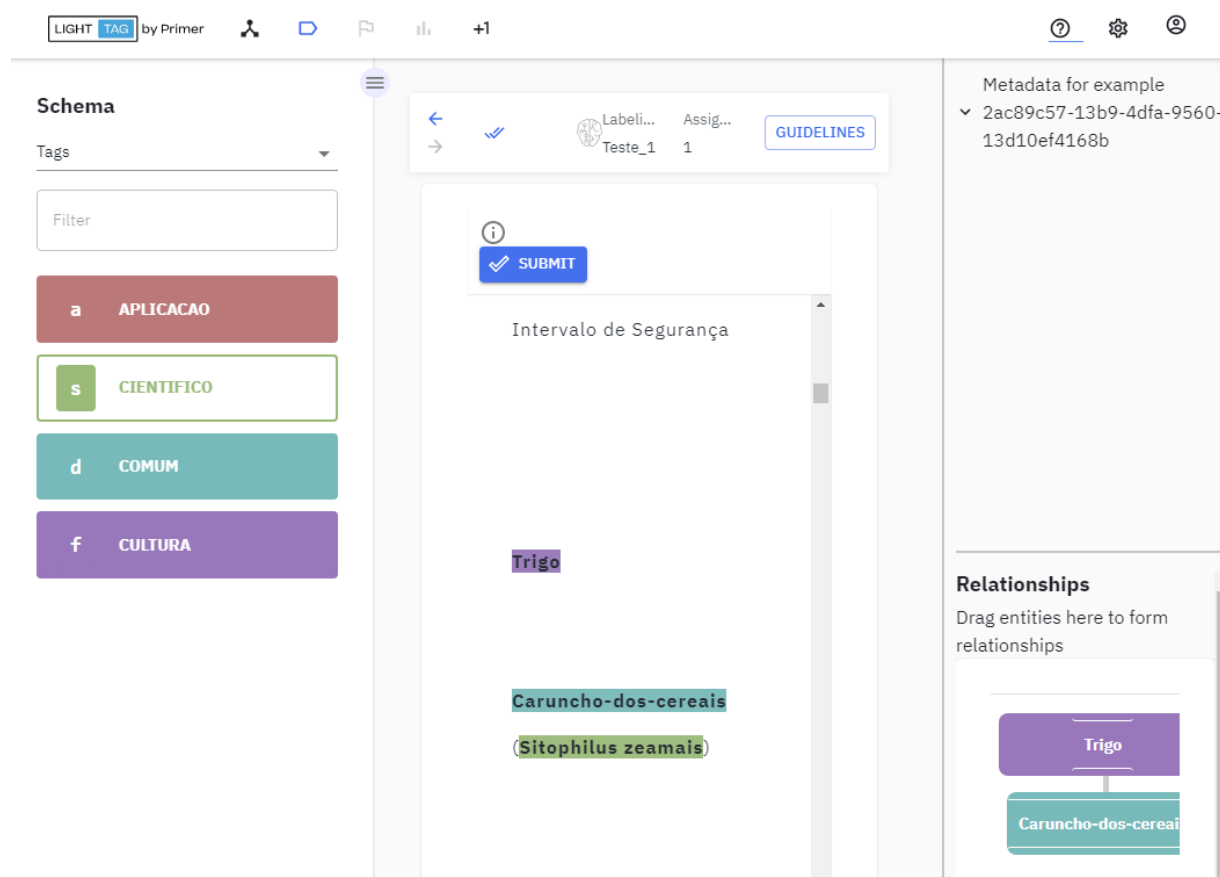 LIGHT TAG by Primer
+1
Schema
Tags
Filter
a APLICACAO
s CIENTIFICO
d COMUM
f CULTURA
Labeli... Assig...
Teste_1 1
GUIDELINES
SUBMIT
Intervalo de Segurança
Trigo
Caruncho-dos-cereais
(Sitophilus zeamais)
Metadata for example
2ac89c57-13b9-4dfa-9560-
13d10ef4168b
Relationships
Drag entities here to form
relationships
Trigo
Caruncho-dos-cereai